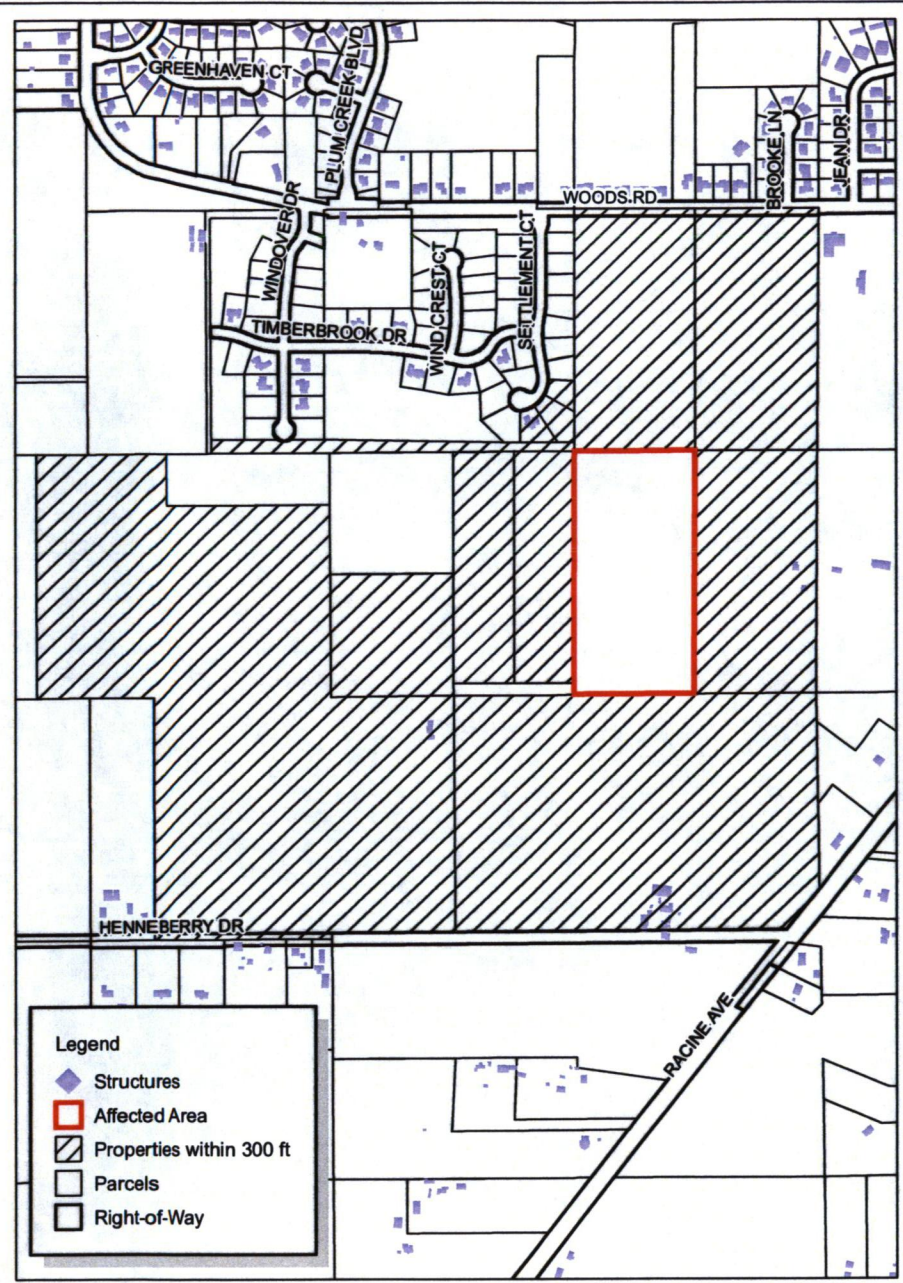 GREENHAVEN CT
PLUM CREEK BLVD
BROOKE LN
JEAN DR
WOODS RD
WINDOVER DR
SETTLEMENT CT
WIND CREST CT
TIMBERBROOK DR
HENNEBERRY DR
RACINE AVE
Legend
Structures
Affected Area
Properties within 300 ft
Parcels
Right-of-Way